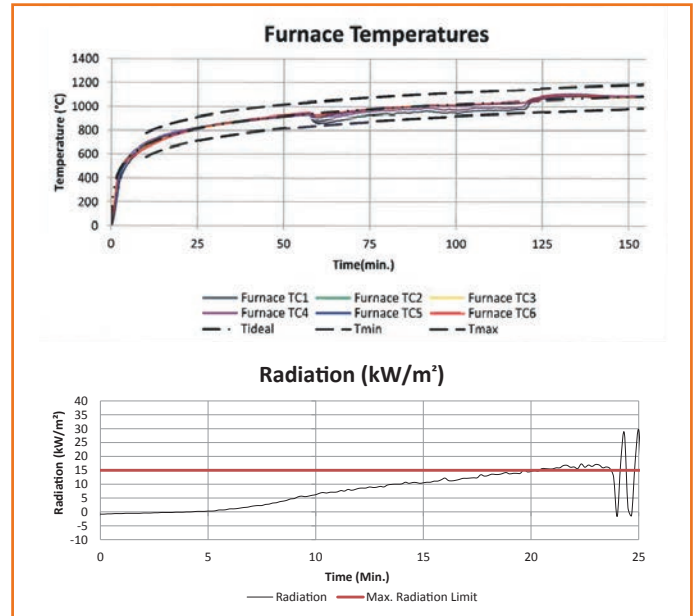 Furnace Temperatures
1400
1200
1000
800
600
400
200
0
Temperature (°C)
0 25 50 75 100 125 150
Time(min.)
Furnace TC1 Furnace TC2 Furnace TC3
Furnace TC4 Furnace TC5 Furnace TC6
Tideal Tmin Tmax
Radiation (kW/m²)
40
35
30
25
20
15
10
5
0
-5
-10
Radiation (kW/m²)
0 5 10 15 20 25
Time (Min.)
Radiation Max. Radiation Limit